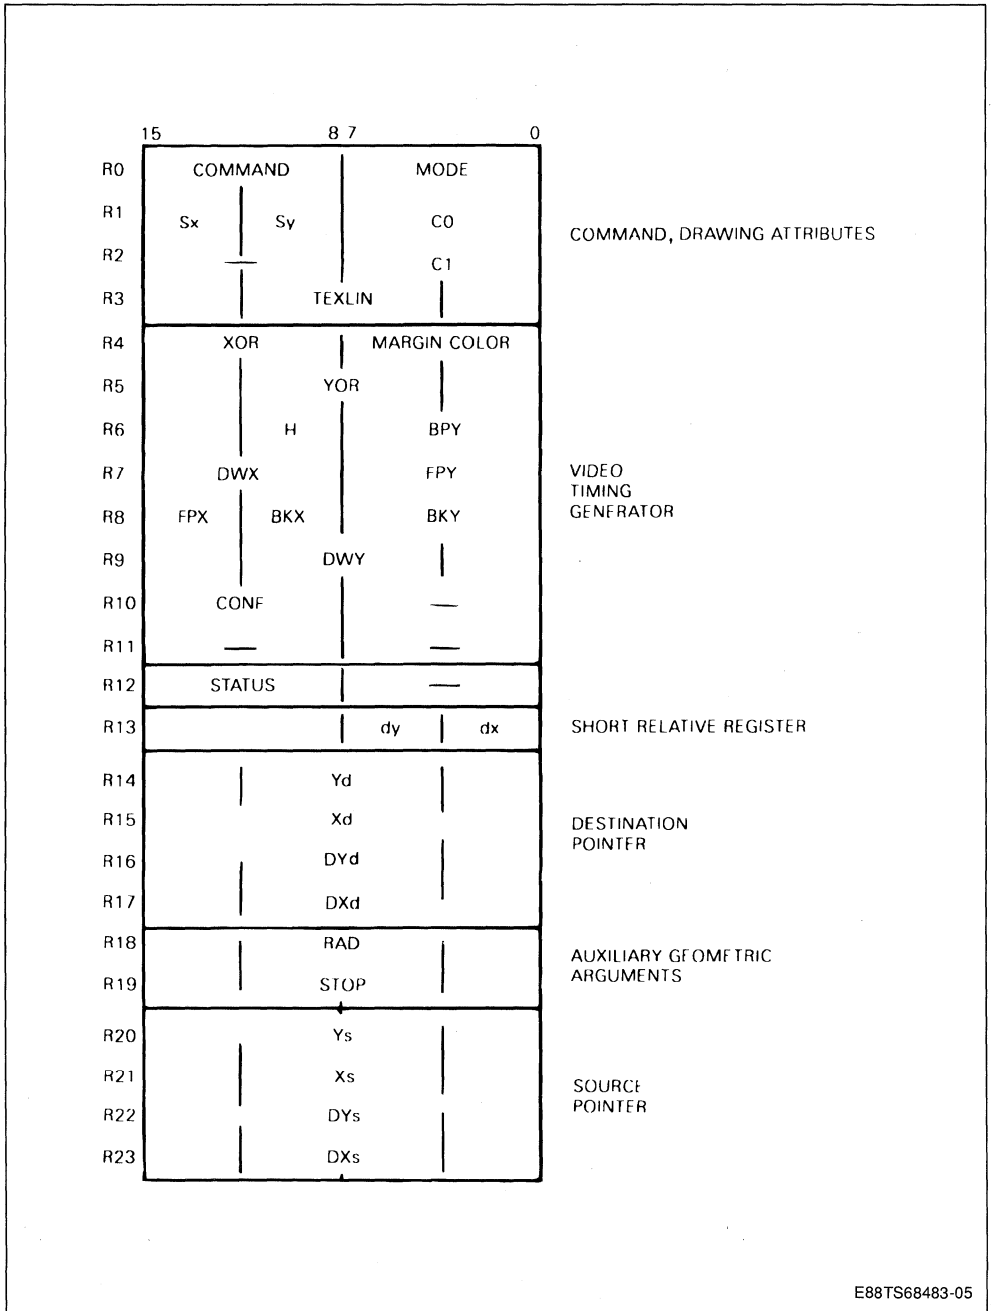 15 8 7 0
R0 COMMAND MODE
R1 Sx Sy C0
COMMAND, DRAWING ATTRIBUTES
R2 — C1
R3 TEXLIN
R4 XOR MARGIN COLOR
R5 YOR
R6 H BPY
R7 DWX FPY
VIDEO
TIMING
GENERATOR
R8 FPX BKX BKY
R9 DWY
R10 CONF —
R11 — —
R12 STATUS —
R13 dy dx SHORT RELATIVE REGISTER
R14 Yd
R15 Xd
DESTINATION
POINTER
R16 DYd
R17 DXd
R18 RAD
AUXILIARY GEOMETRIC
ARGUMENTS
R19 STOP
R20 Ys
R21 Xs
SOURCE
POINTER
R22 DYs
R23 DXs
E88TS68483-05